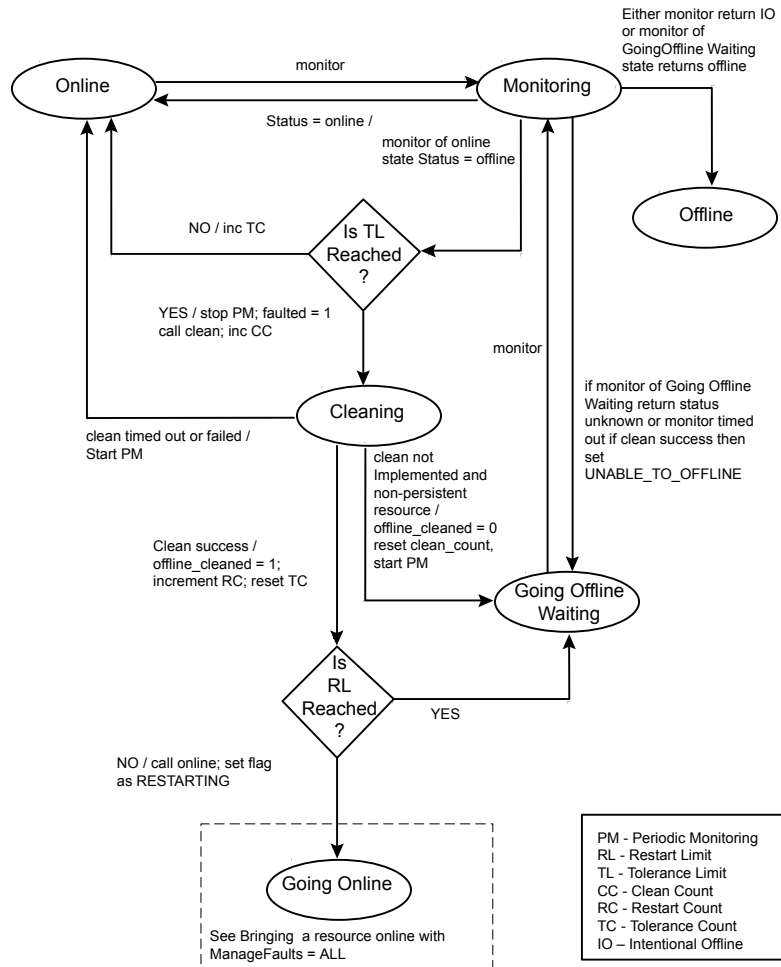 Either monitor return IO
or monitor of
GoingOffline Waiting
state returns offline
Online
monitor
Monitoring
Status = online /
monitor of online
state Status = offline
Offline
NO / inc TC
Is TL
Reached
?
YES / stop PM; faulted = 1
call clean; inc CC
monitor
if monitor of Going Offline
Waiting return status
unknown or monitor timed
out if clean success then
set
UNABLE_TO_OFFLINE
Cleaning
clean timed out or failed /
Start PM
clean not
Implemented and
non-persistent
resource /
offline_cleaned = 0
reset clean_count,
start PM
Clean success /
offline_cleaned = 1;
increment RC; reset TC
Going Offline
Waiting
Is
RL
Reached
?
YES
NO / call online; set flag
as RESTARTING
Going Online
See Bringing a resource online with
ManageFaults = ALL
PM - Periodic Monitoring
RL - Restart Limit
TL - Tolerance Limit
CC - Clean Count
RC - Restart Count
TC - Tolerance Count
IO – Intentional Offline